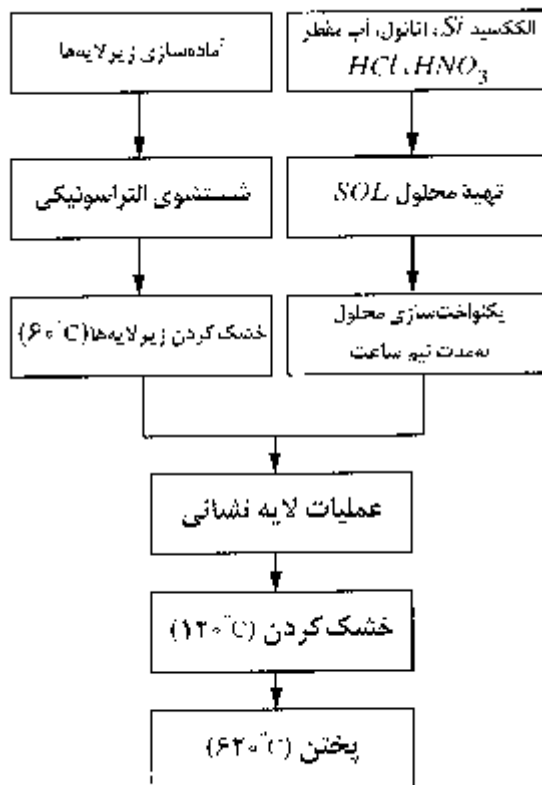 الککسید Si، اتانول، آب مقطر
HCl، HNO3
تهیه محلول SOL
یکنواخت‌سازی محلول
به‌مدت نیم ساعت
آماده‌سازی زیرلایه‌ها
شستشوی التراسونیکی
خشک کردن زیرلایه‌ها (۶۰°C)
عملیات لایه نشانی
خشک کردن (۱۲۰°C)
پختن (۶۲۰°C)